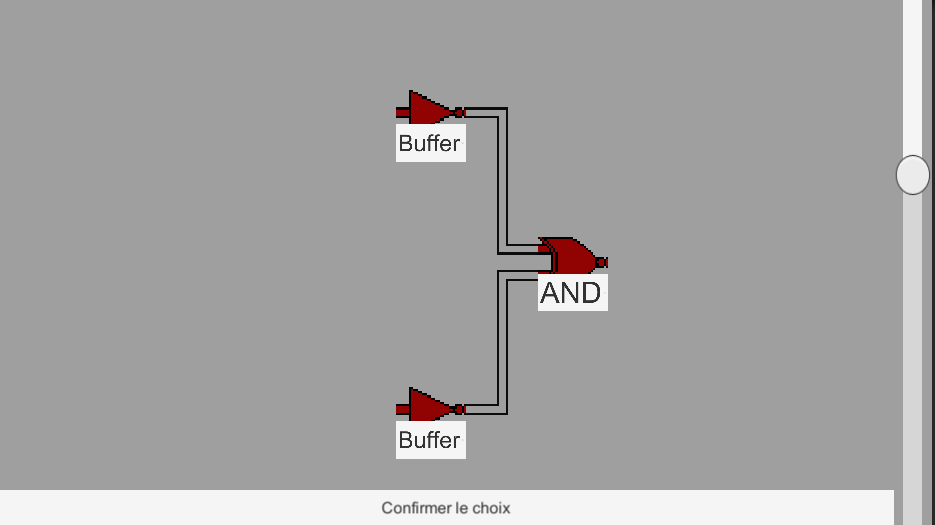 Buffer
AND
Buffer
Confirmer le choix